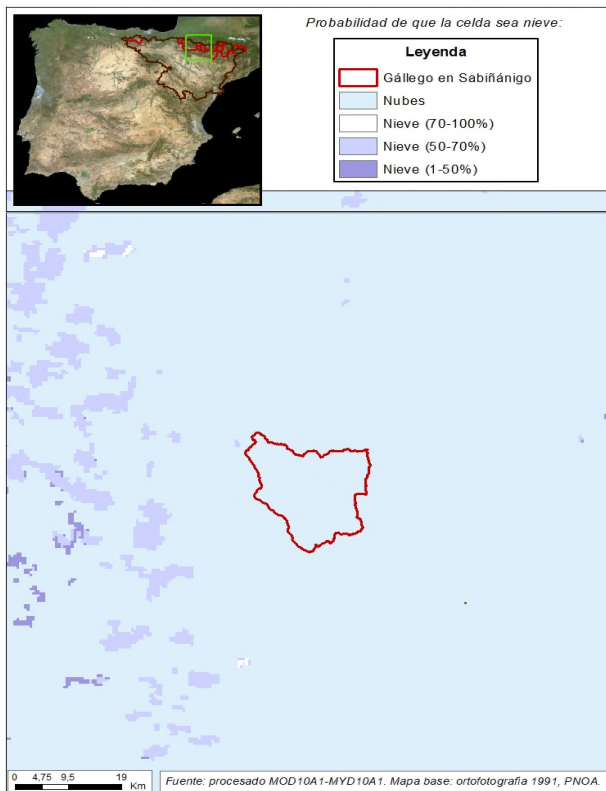 Probabilidad de que la celda sea nieve:
Leyenda
Gállego en Sabiñánigo
Nubes
Nieve (70-100%)
Nieve (50-70%)
Nieve (1-50%)
0 4,75 9,5 19
Km
Fuente: procesado MOD10A1-MYD10A1. Mapa base: ortofotografia 1991, PNOA.